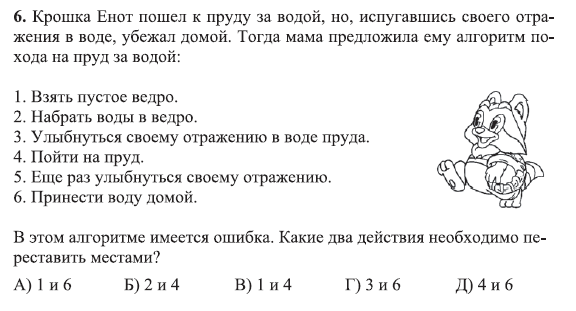 6. Крошка Енот пошел к пруду за водой, но, испугавшись своего отра-
жения в воде, убежал домой. Тогда мама предложила ему алгоритм по-
хода на пруд за водой:
1. Взять пустое ведро.
2. Набрать воды в ведро.
3. Улыбнуться своему отражению в воде пруда.
4. Пойти на пруд.
5. Еще раз улыбнуться своему отражению.
6. Принести воду домой.
В этом алгоритме имеется ошибка. Какие два действия необходимо пе-
реставить местами?
А) 1 и 6 Б) 2 и 4 В) 1 и 4 Г) 3 и 6 Д) 4 и 6